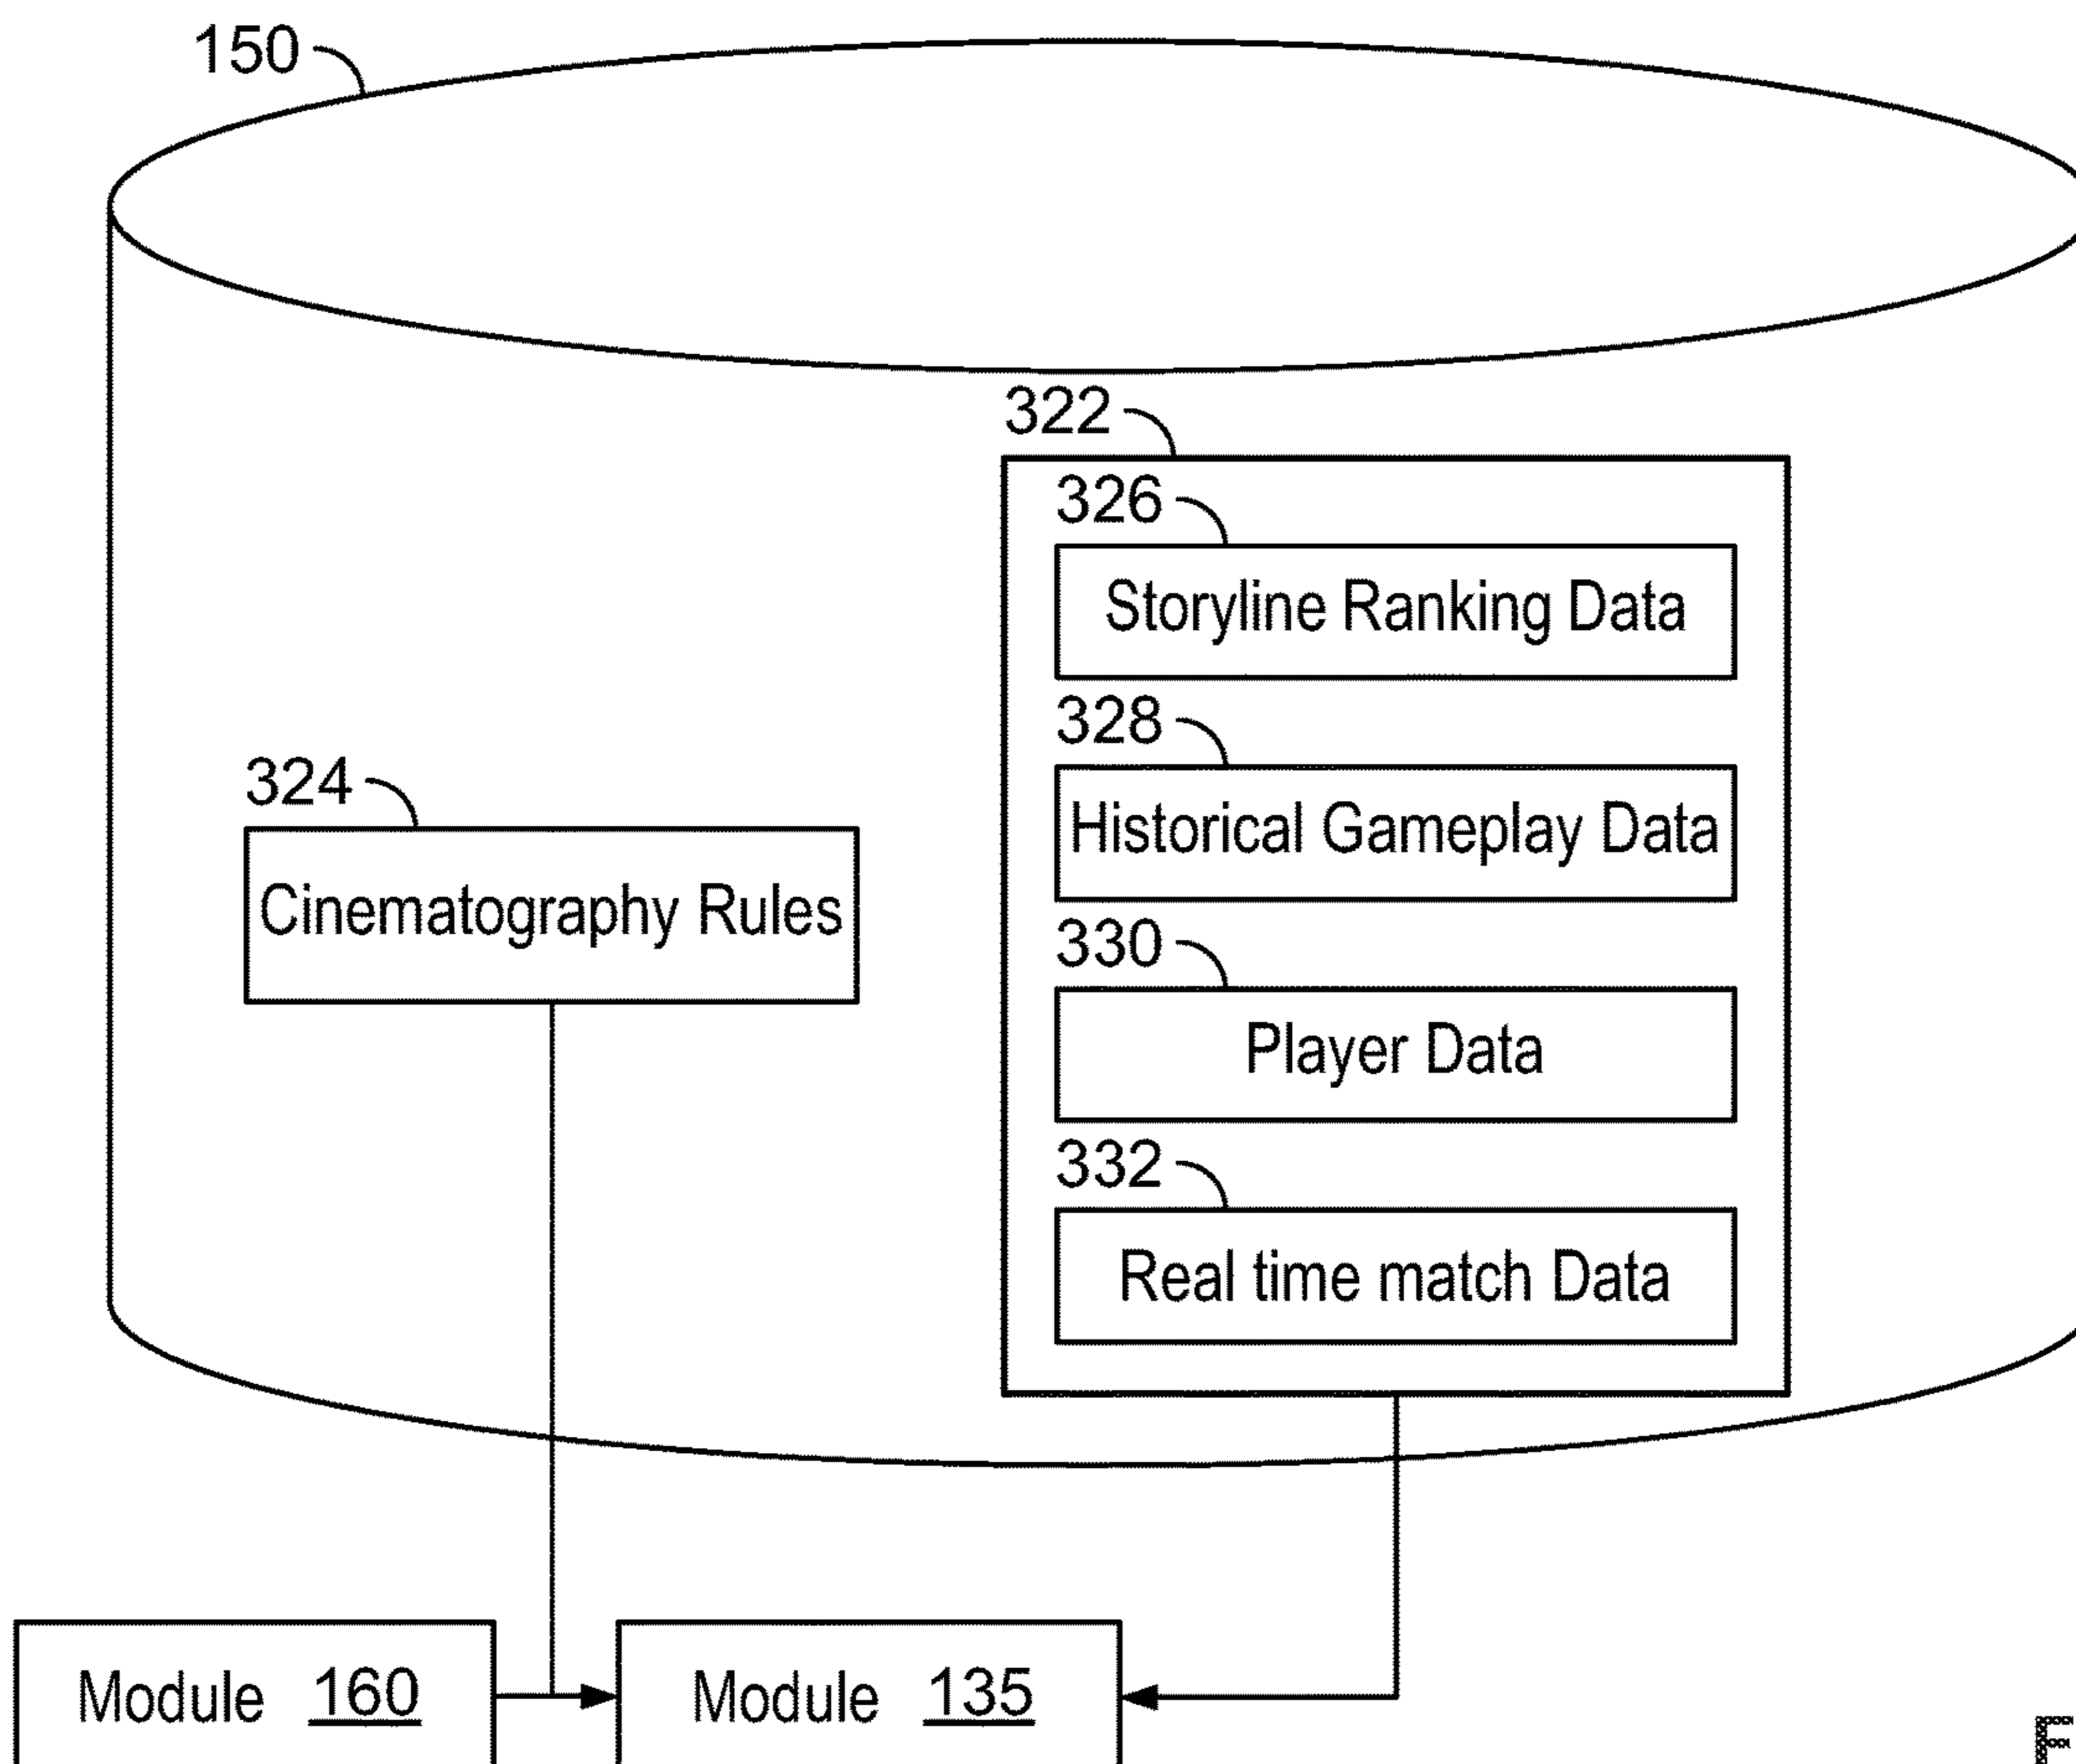 150
322
326
Storyline Ranking Data
328
Historical Gameplay Data
324
Cinematography Rules
330
Player Data
332
Real time match Data
Module 160
Module 135